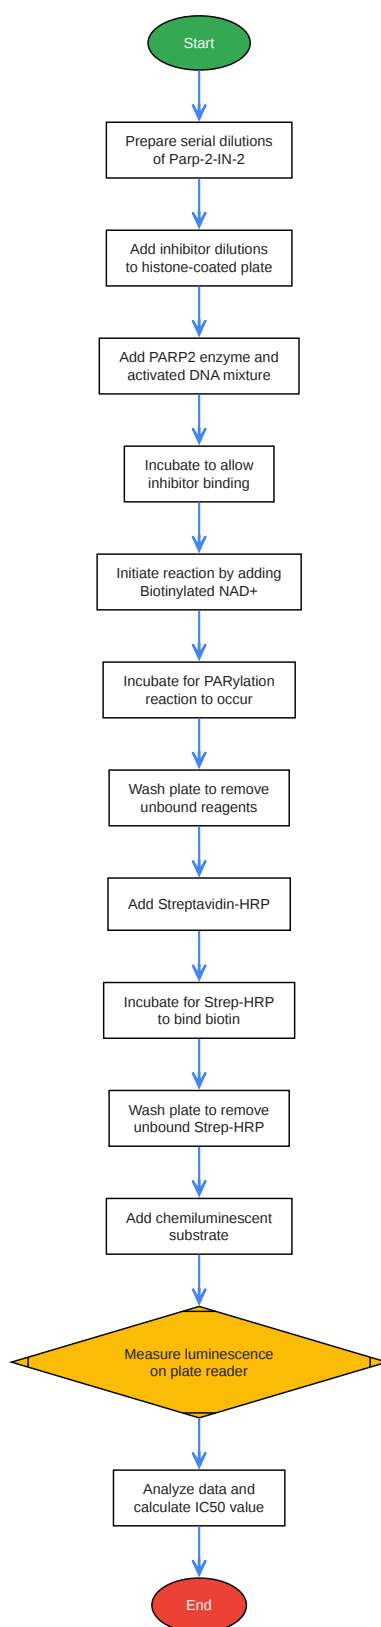 Start
Prepare serial dilutions
of Parp-2-IN-2
Add inhibitor dilutions
to histone-coated plate
Add PARP2 enzyme and
activated DNA mixture
Incubate to allow
inhibitor binding
Initiate reaction by adding
Biotinylated NAD+
Incubate for PARylation
reaction to occur
Wash plate to remove
unbound reagents
Add Streptavidin-HRP
Incubate for Strep-HRP
to bind biotin
Wash plate to remove
unbound Strep-HRP
Add chemiluminescent
substrate
Measure luminescence
on plate reader
Analyze data and
calculate IC50 value
End